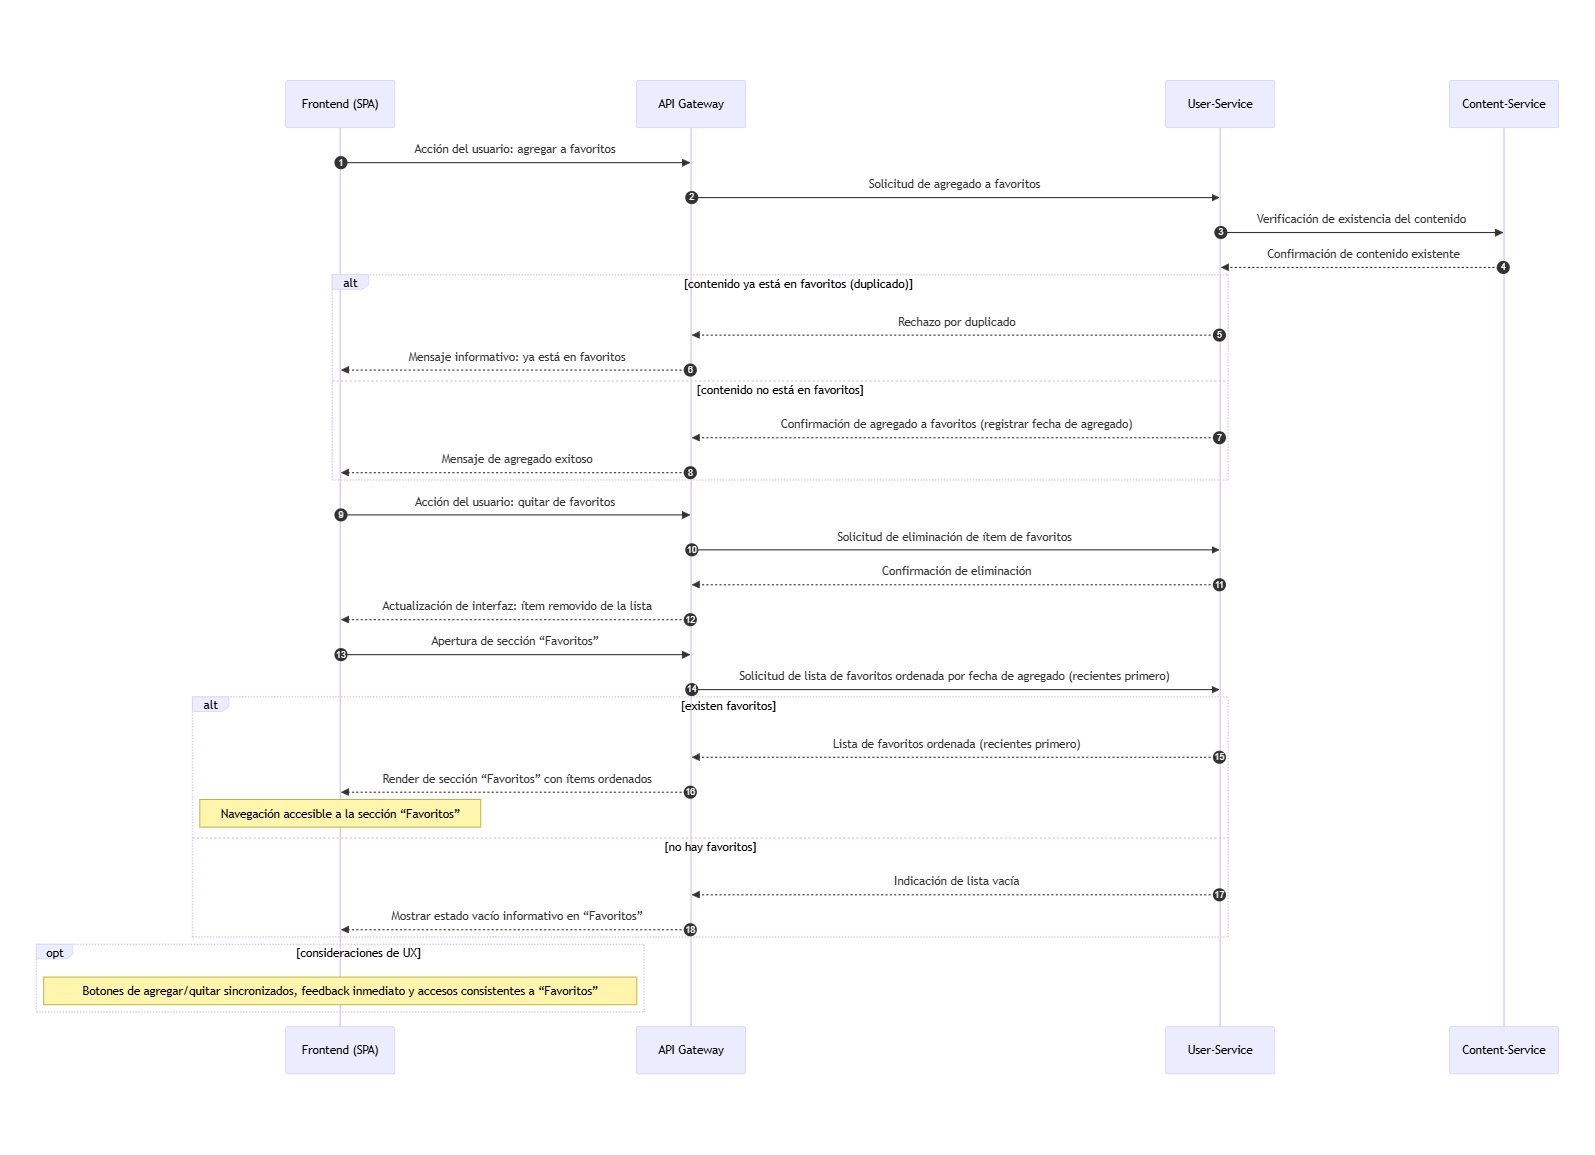 Frontend (SPA)
API Gateway
User-Service
Content-Service
Acción del usuario: agregar a favoritos
1
Solicitud de agregado a favoritos
2
Verificación de existencia del contenido
3
Confirmación de contenido existente
4
alt
[contenido ya está en favoritos (duplicado)]
Rechazo por duplicado
5
Mensaje informativo: ya está en favoritos
6
[contenido no está en favoritos]
Confirmación de agregado a favoritos (registrar fecha de agregado)
7
Mensaje de agregado exitoso
8
Acción del usuario: quitar de favoritos
9
Solicitud de eliminación de ítem de favoritos
10
Confirmación de eliminación
11
Actualización de interfaz: ítem removido de la lista
12
Apertura de sección “Favoritos”
13
Solicitud de lista de favoritos ordenada por fecha de agregado (recientes primero)
14
alt
[existen favoritos]
Lista de favoritos ordenada (recientes primero)
15
Render de sección “Favoritos” con ítems ordenados
16
Navegación accesible a la sección “Favoritos”
[no hay favoritos]
Indicación de lista vacía
17
Mostrar estado vacío informativo en “Favoritos”
18
opt
[consideraciones de UX]
Botones de agregar/quitar sincronizados, feedback inmediato y accesos consistentes a “Favoritos”
Frontend (SPA)
API Gateway
User-Service
Content-Service